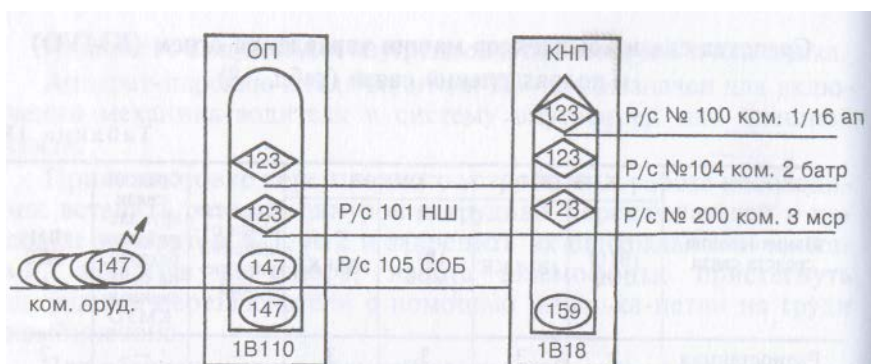 ОП
КНП
123
Р/с № 100 ком. 1/16 ап
123
123
Р/с №104 ком. 2 батр
123
Р/с 101 НШ
123
Р/с № 200 ком. 3 мср
147
147
Р/с 105 СОБ
ком. оруд.
147
159
1В110
1В18